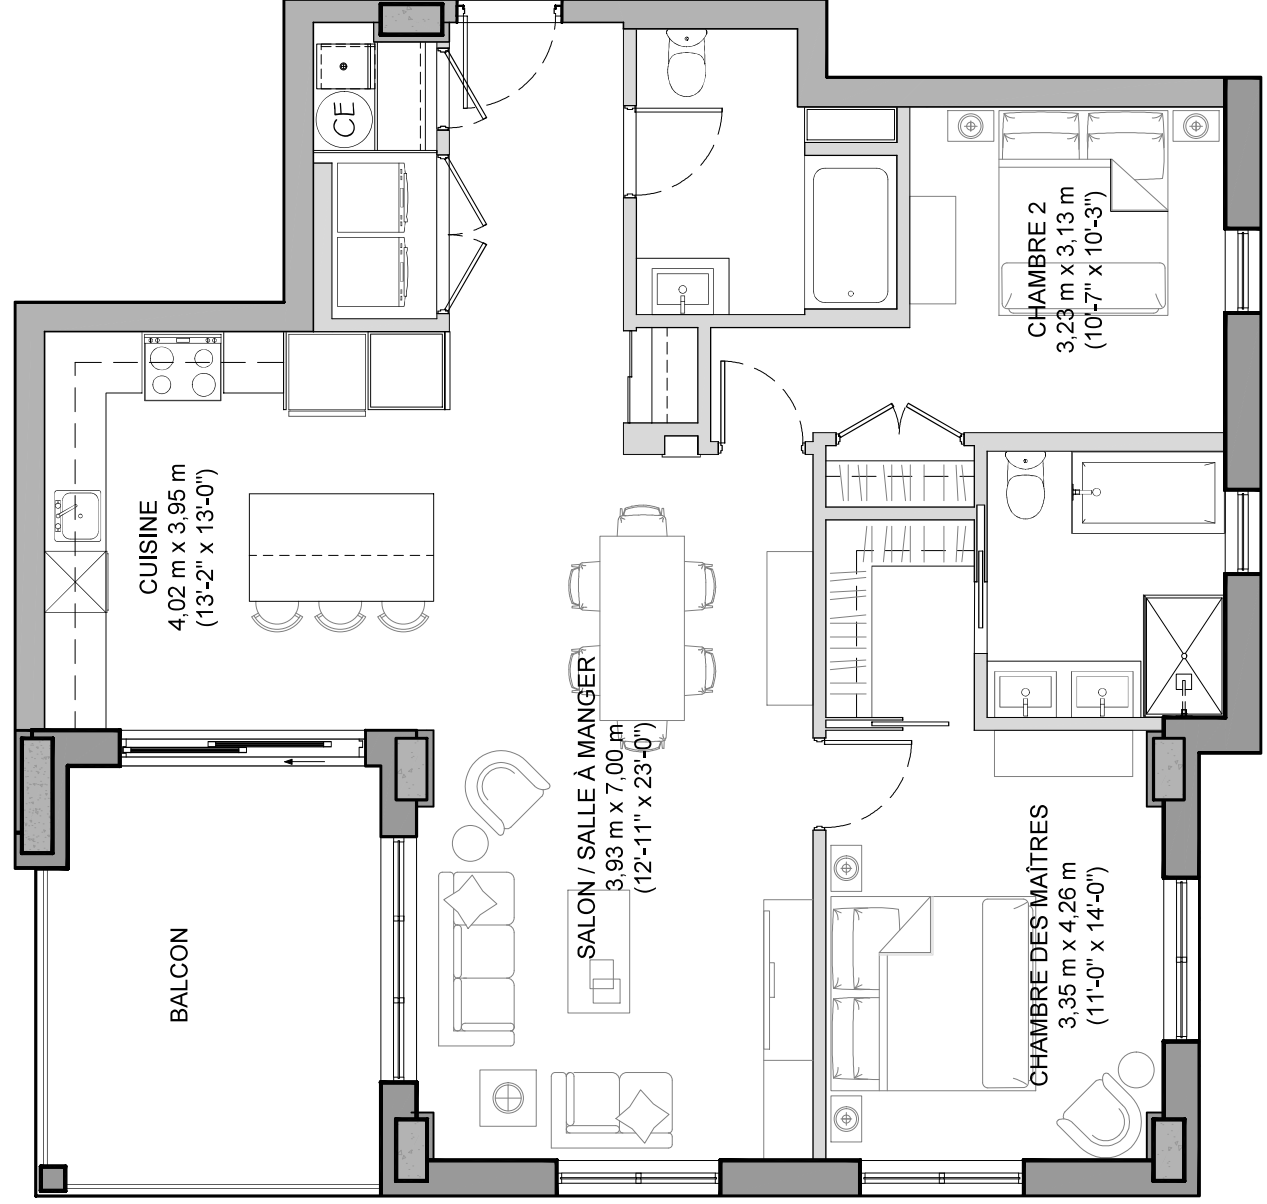 CE
CHAMBRE 2
3,23 m x 3,13 m
(10'-7" x 10'-3")
CUISINE
4,02 m x 3,95 m
(13'-2" x 13'-0")
SALON / SALLE À MANGER
3,93 m x 7,00 m
(12'-11" x 23'-0")
CHAMBRE DES MAÎTRES
3,35 m x 4,26 m
(11'-0" x 14'-0")
BALCON